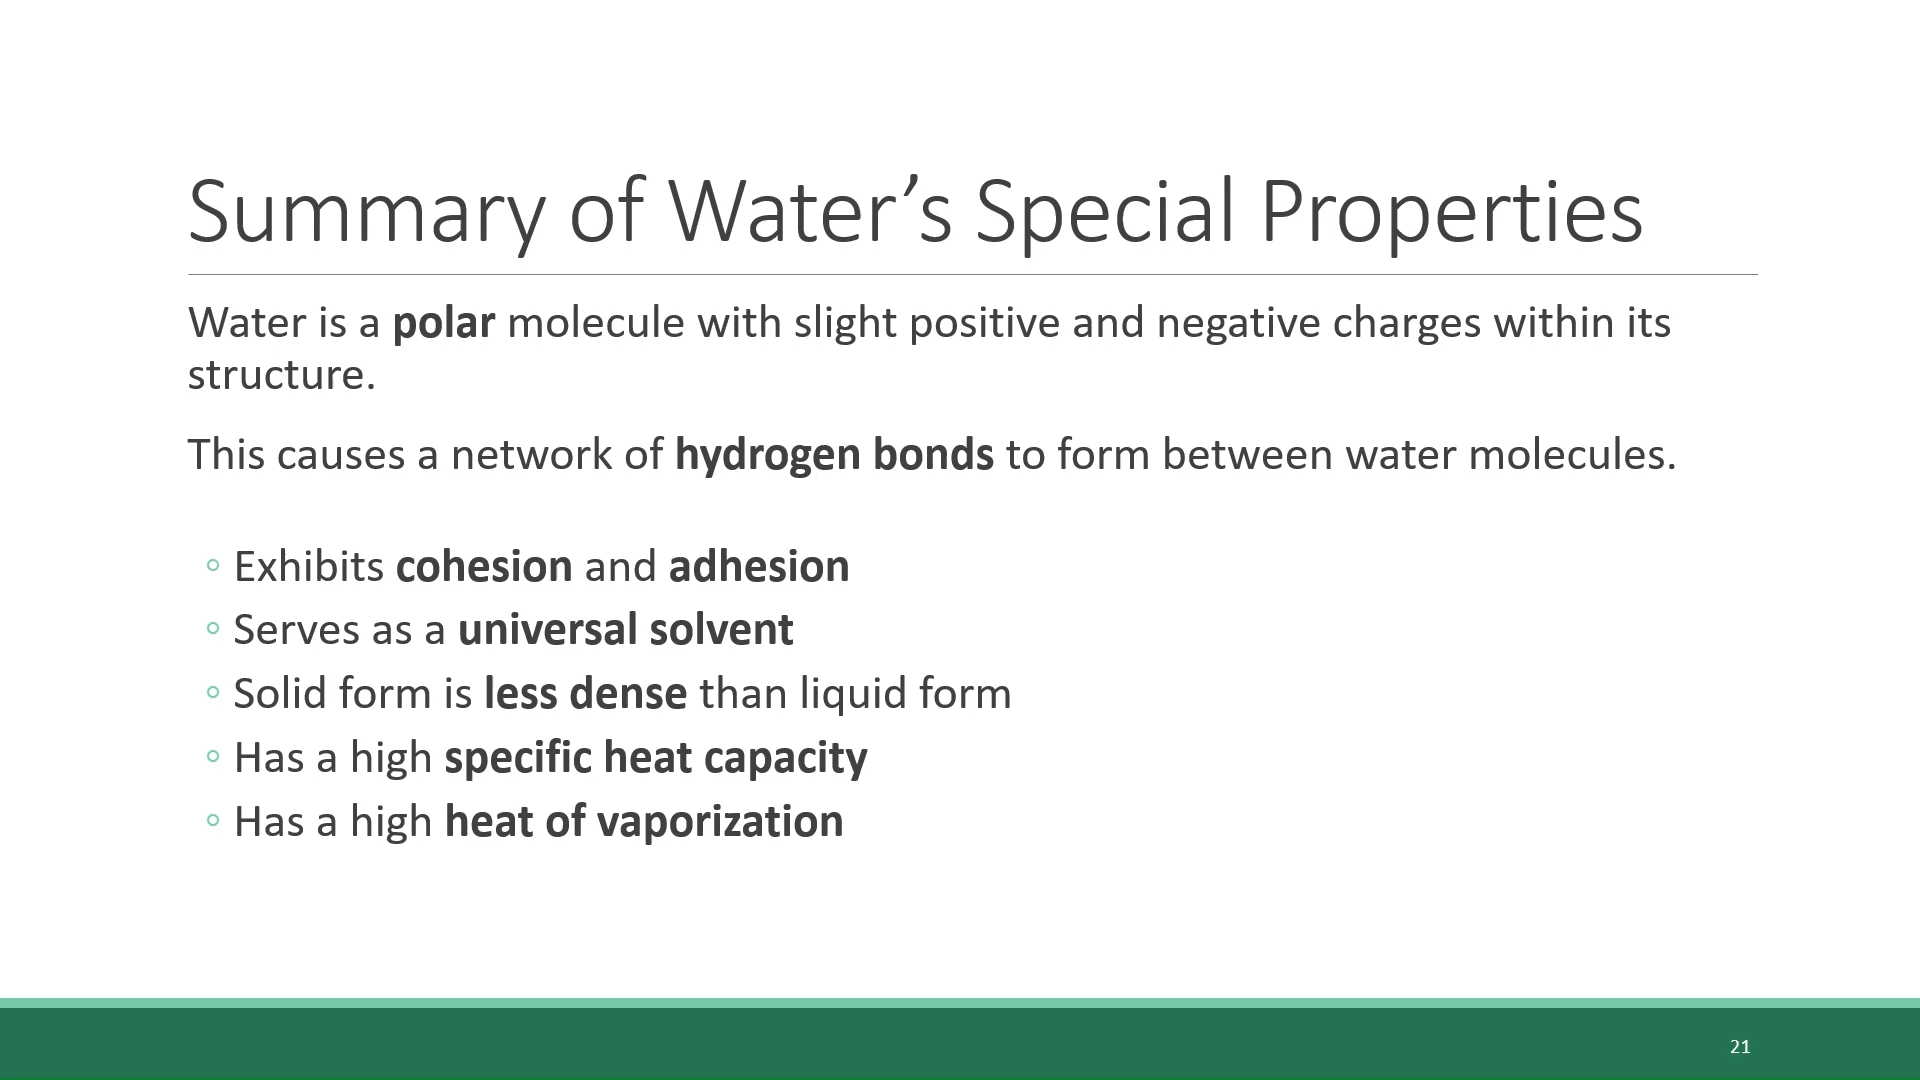 Summary of Water’s Special Properties
Water is a polar molecule with slight positive and negative charges within its
structure.
This causes a network of hydrogen bonds to form between water molecules.
◦ Exhibits cohesion and adhesion
◦ Serves as a universal solvent
◦ Solid form is less dense than liquid form
◦ Has a high specific heat capacity
◦ Has a high heat of vaporization
21